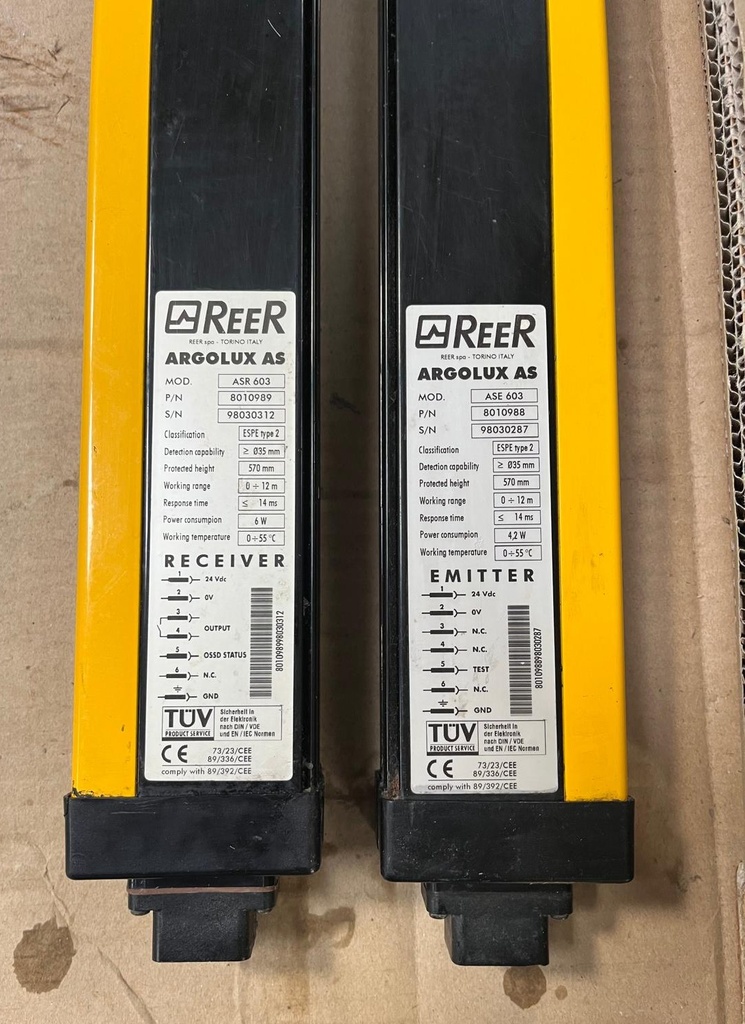 REER
REER spa - TORINO ITALY
ARGOLUX AS
MOD. ASR 603
P/N 8010989
S/N 98030312
Classification ESPE type 2
Detection capability ≥ Ø35 mm
Protected height 570 mm
Working range 0 ÷ 12 m
Response time ≤ 14 ms
Power consumpion 6 W
Working temperature 0÷55 °C
RECEIVER
1 24 Vdc
2 0V
3
OUTPUT
4
5 OSSD STATUS
6 N.C.
GND
801098998030312
TÜV
PRODUCT SERVICE
Sicherheit in
der Elektronik
nach DIN / VDE
und EN / IEC Normen
CE 73/23/CEE
89/336/CEE
comply with 89/392/CEE
REER
REER spa - TORINO ITALY
ARGOLUX AS
MOD. ASE 603
P/N 8010988
S/N 98030287
Classification ESPE type 2
Detection capability ≥ Ø35 mm
Protected height 570 mm
Working range 0 ÷ 12 m
Response time ≤ 14 ms
Power consumpion 4,2 W
Working temperature 0÷55 °C
EMITTER
1 24 Vdc
2 0V
3 N.C.
4 N.C.
5 TEST
6 N.C.
GND
801098898030287
TÜV
PRODUCT SERVICE
Sicherheit in
der Elektronik
nach DIN / VDE
und EN / IEC Normen
CE 73/23/CEE
89/336/CEE
comply with 89/392/CEE